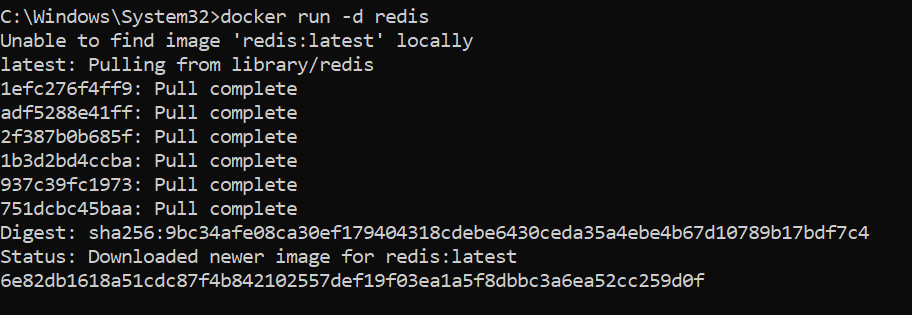 C:\Windows\System32>docker run -d redis
Unable to find image 'redis:latest' locally
latest: Pulling from library/redis
1efc276f4ff9: Pull complete
adf5288e41ff: Pull complete
2f387b0b685f: Pull complete
1b3d2bd4ccba: Pull complete
937c39fc1973: Pull complete
751dcbc45baa: Pull complete
Digest: sha256:9bc34afe08ca30ef179404318cdebe6430ceda35a4ebe4b67d10789b17bdf7c4
Status: Downloaded newer image for redis:latest
6e82db1618a51cdc87f4b842102557def19f03ea1a5f8dbbc3a6ea52cc259d0f